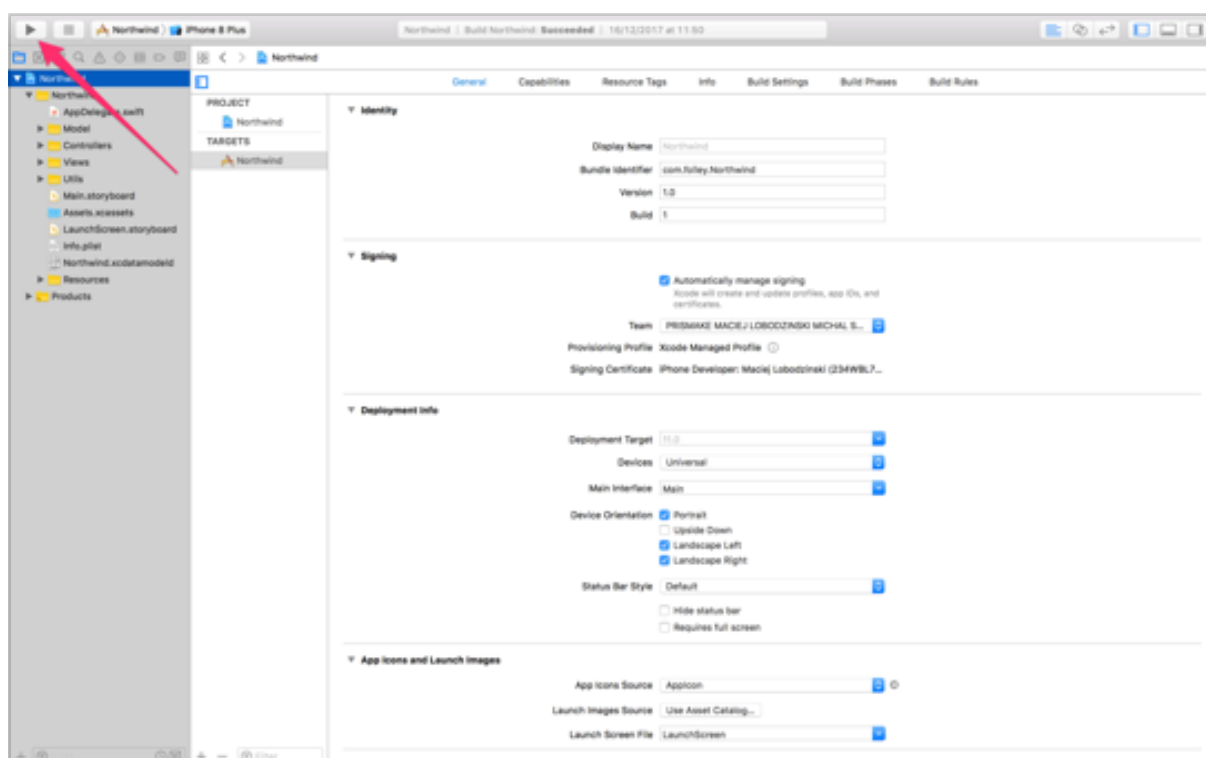 Northwind iPhone 8 Plus
Northwind | Build Northwind: Succeeded | 16/12/2017 at 11:50
Northwind
General Capabilities Resource Tags Info Build Settings Build Phases Build Rules
Northwind
AppDelegate.swift
Model
Controllers
Views
Utils
Main.storyboard
Assets.xcassets
LaunchScreen.storyboard
Info.plist
Northwind.xcdatamodeld
Resources
Products
PROJECT
Northwind
TARGETS
Northwind
Identity
Display Name Northwind
Bundle Identifier com.folley.Northwind
Version 1.0
Build 1
Signing
Automatically manage signing
Xcode will create and update profiles, app IDs, and
certificates.
Team PRISMAKE MACIEJ LOBODZINSKI MICHAL S...
Provisioning Profile Xcode Managed Profile
Signing Certificate iPhone Developer: Maciej Lobodzinski (234WBL7...
Deployment Info
Deployment Target 11.0
Devices Universal
Main Interface Main
Device Orientation Portrait
Upside Down
Landscape Left
Landscape Right
Status Bar Style Default
Hide status bar
Requires full screen
App Icons and Launch Images
App Icons Source AppIcon
Launch Images Source Use Asset Catalog...
Launch Screen File LaunchScreen
Filter